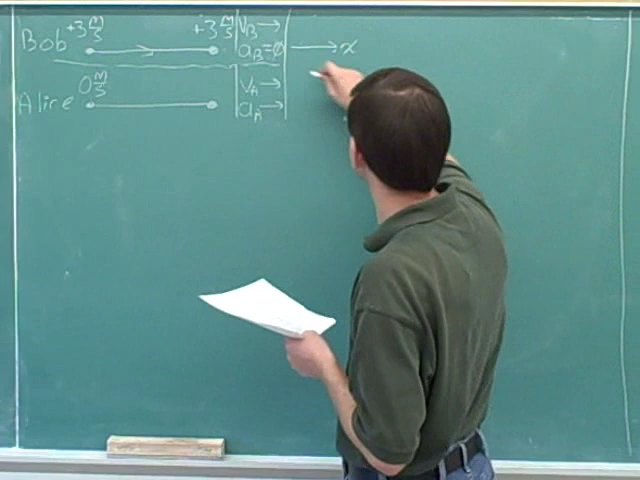 +3 m/s +3 m/s v_B →
Bob a_B = 0 → x
0 m/s v_A →
Alice a_A →